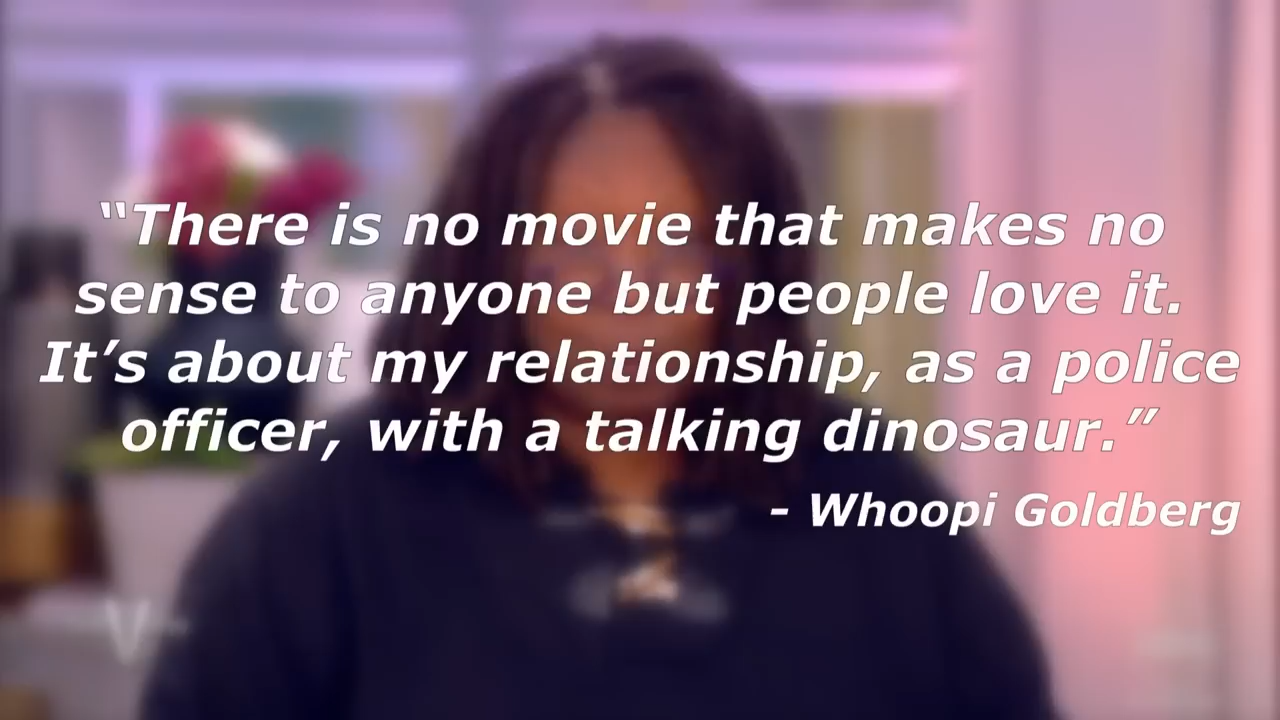 “There is no movie that makes no
sense to anyone but people love it.
It’s about my relationship, as a police
officer, with a talking dinosaur.”
- Whoopi Goldberg